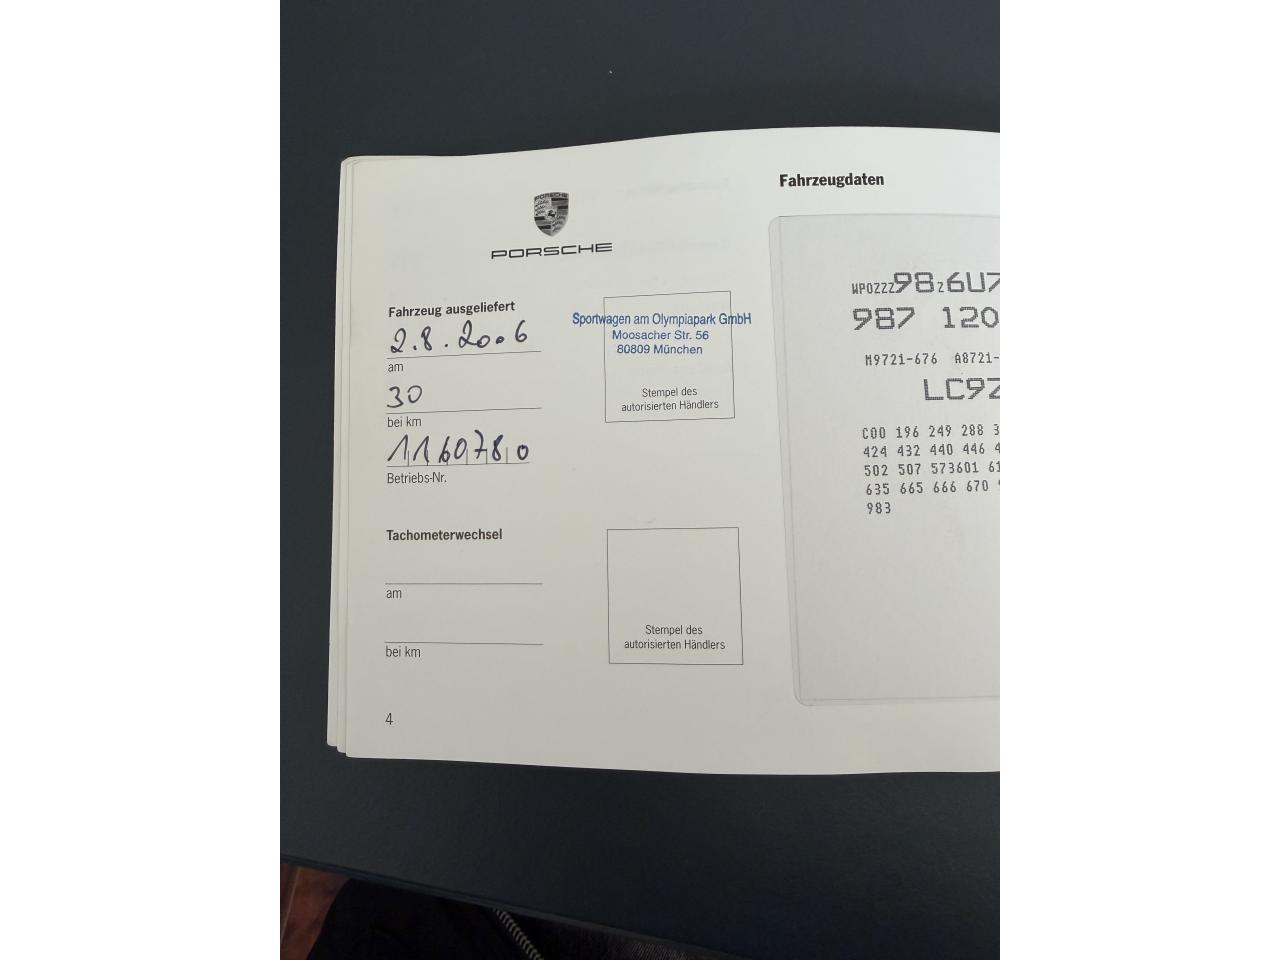 PORSCHE
PORSCHE
Fahrzeug ausgeliefert
2.8.2006
am
30
bei km
1160780
Betriebs-Nr.
Sportwagen am Olympiapark GmbH
Moosacher Str. 56
80809 München
Stempel des
autorisierten Händlers
Tachometerwechsel
am
bei km
Stempel des
autorisierten Händlers
4
Fahrzeugdaten
WP0ZZZ98Z6U7
987 120
M9721-676 A8721-
LC9Z
C00 196 249 288 3
424 432 440 446 4
502 507 573601 61
635 665 666 670
983